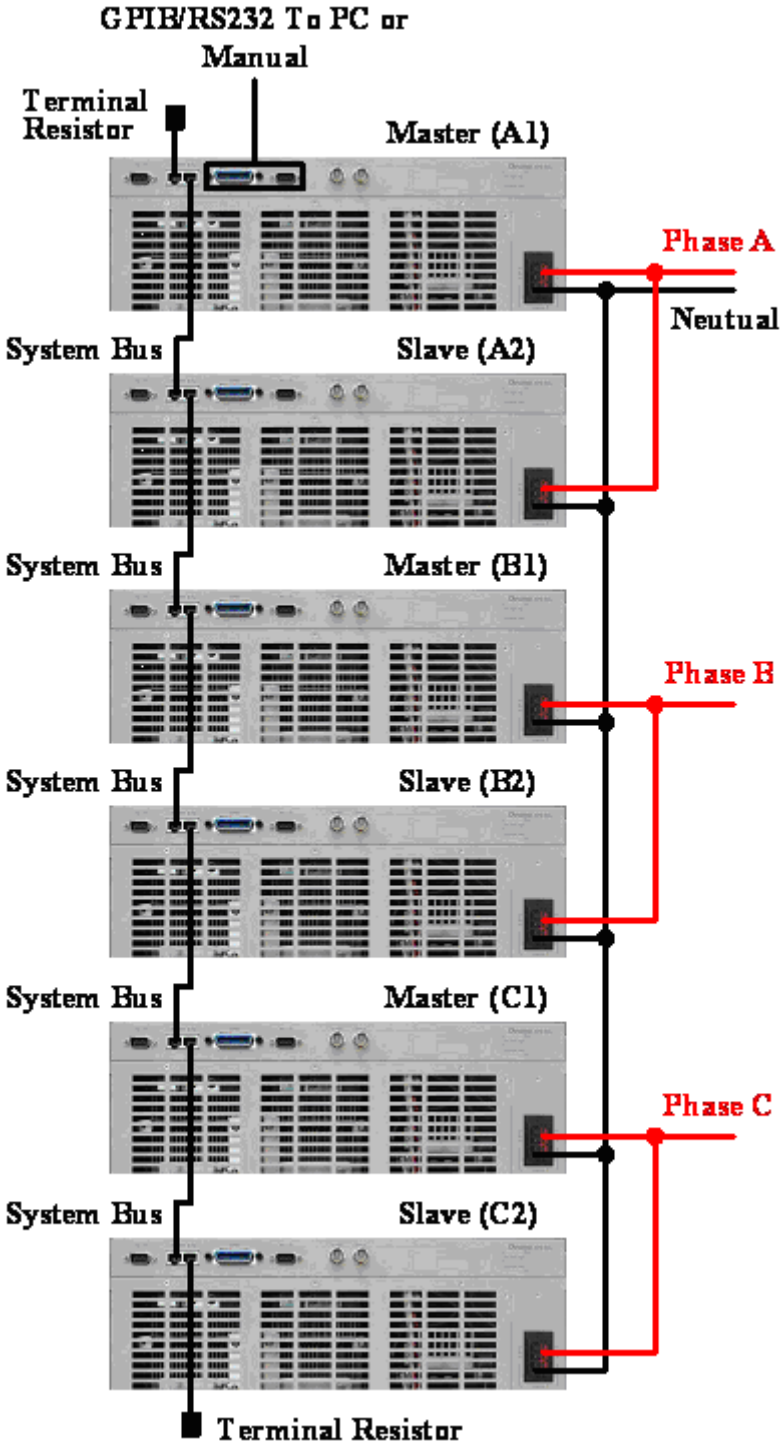 GPIB/RS232 To PC or
Manual
Terminal
Resistor
Master (A1)
Phase A
Neutual
System Bus
Slave (A2)
System Bus
Master (B1)
Phase B
System Bus
Slave (B2)
System Bus
Master (C1)
Phase C
System Bus
Slave (C2)
Terminal Resistor